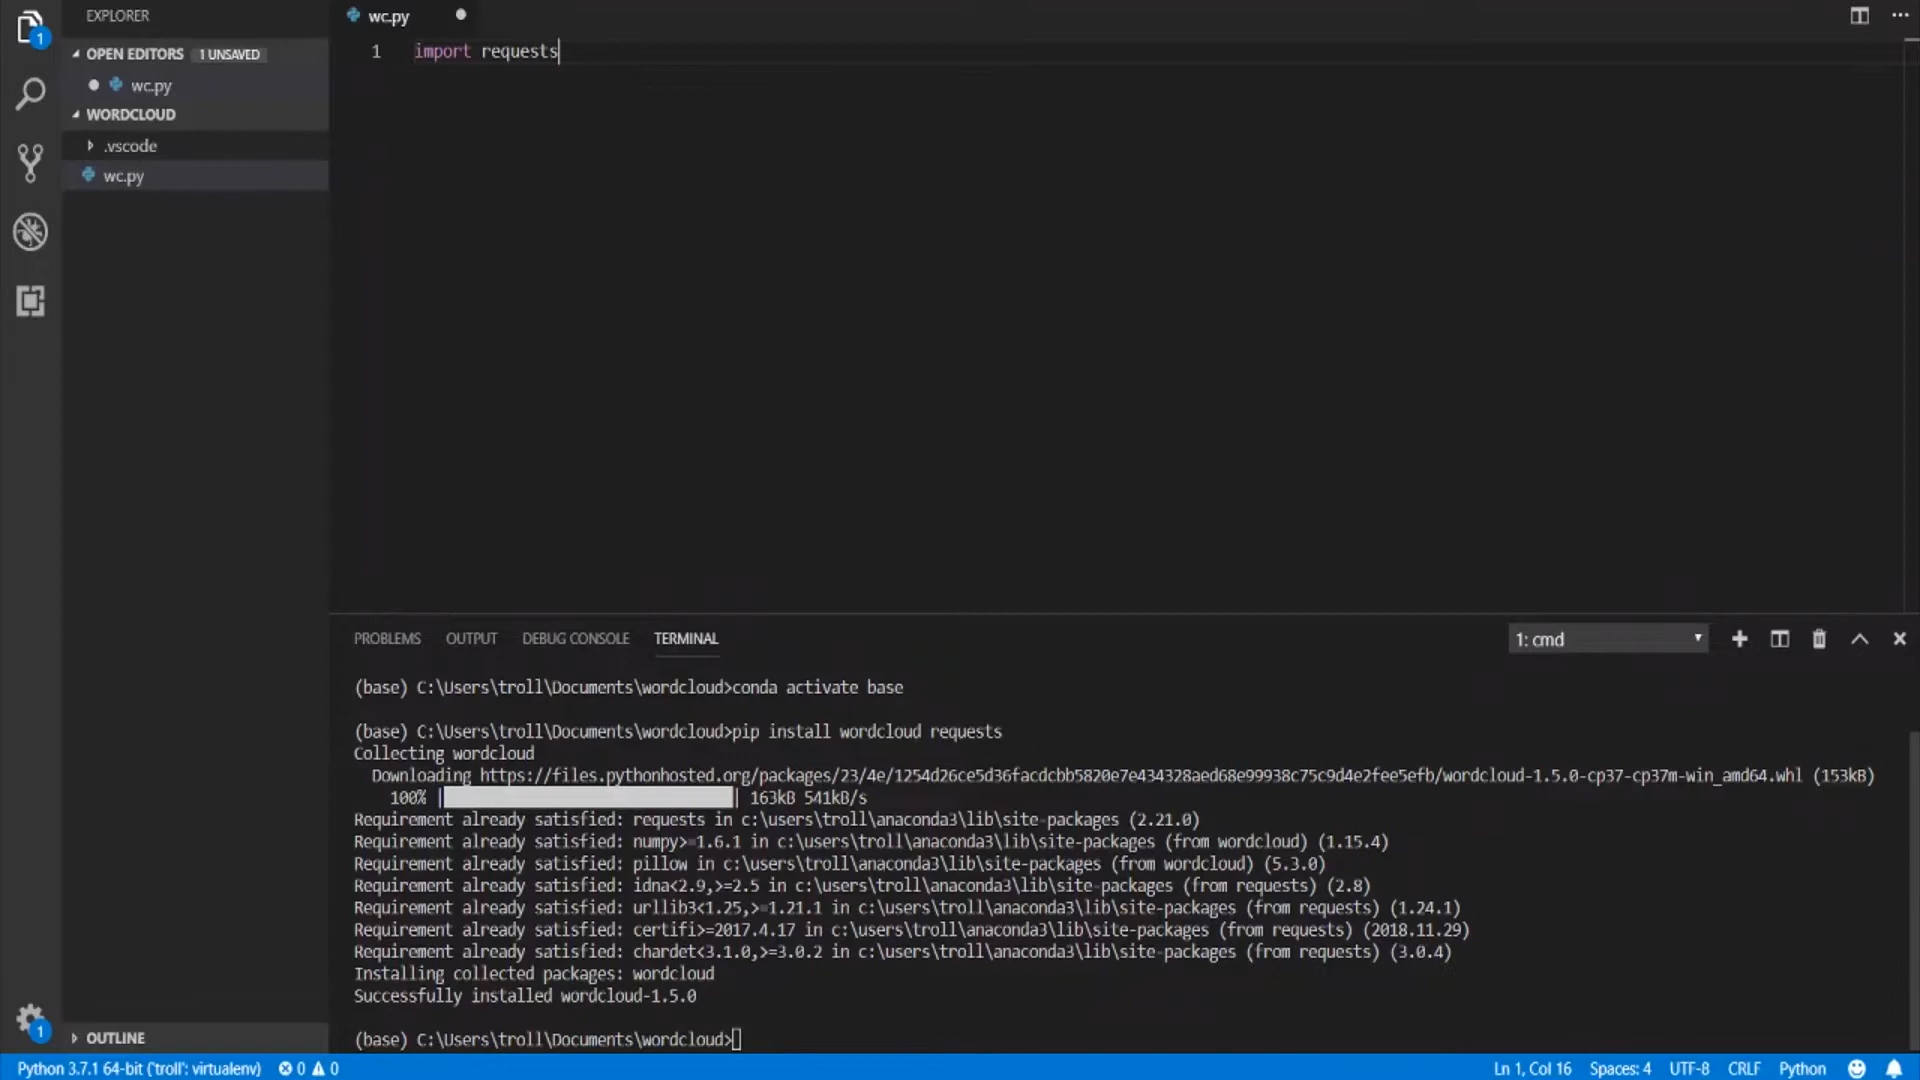 EXPLORER
OPEN EDITORS 1 UNSAVED
wc.py
WORDCLOUD
.vscode
wc.py
OUTLINE
1
1
wc.py
1 import requests
PROBLEMS OUTPUT DEBUG CONSOLE TERMINAL 1: cmd
(base) C:\Users\troll\Documents\wordcloud>conda activate base
(base) C:\Users\troll\Documents\wordcloud>pip install wordcloud requests
Collecting wordcloud
Downloading https://files.pythonhosted.org/packages/23/4e/1254d26ce5d36facdcbb5820e7e434328aed68e99938c75c9d4e2fee5efb/wordcloud-1.5.0-cp37-cp37m-win_amd64.whl (153kB)
100% | | 163kB 541kB/s
Requirement already satisfied: requests in c:\users\troll\anaconda3\lib\site-packages (2.21.0)
Requirement already satisfied: numpy>=1.6.1 in c:\users\troll\anaconda3\lib\site-packages (from wordcloud) (1.15.4)
Requirement already satisfied: pillow in c:\users\troll\anaconda3\lib\site-packages (from wordcloud) (5.3.0)
Requirement already satisfied: idna<2.9,>=2.5 in c:\users\troll\anaconda3\lib\site-packages (from requests) (2.8)
Requirement already satisfied: urllib3<1.25,>=1.21.1 in c:\users\troll\anaconda3\lib\site-packages (from requests) (1.24.1)
Requirement already satisfied: certifi>=2017.4.17 in c:\users\troll\anaconda3\lib\site-packages (from requests) (2018.11.29)
Requirement already satisfied: chardet<3.1.0,>=3.0.2 in c:\users\troll\anaconda3\lib\site-packages (from requests) (3.0.4)
Installing collected packages: wordcloud
Successfully installed wordcloud-1.5.0
(base) C:\Users\troll\Documents\wordcloud>
Python 3.7.1 64-bit ('troll': virtualenv) 0 0 Ln 1, Col 16 Spaces: 4 UTF-8 CRLF Python